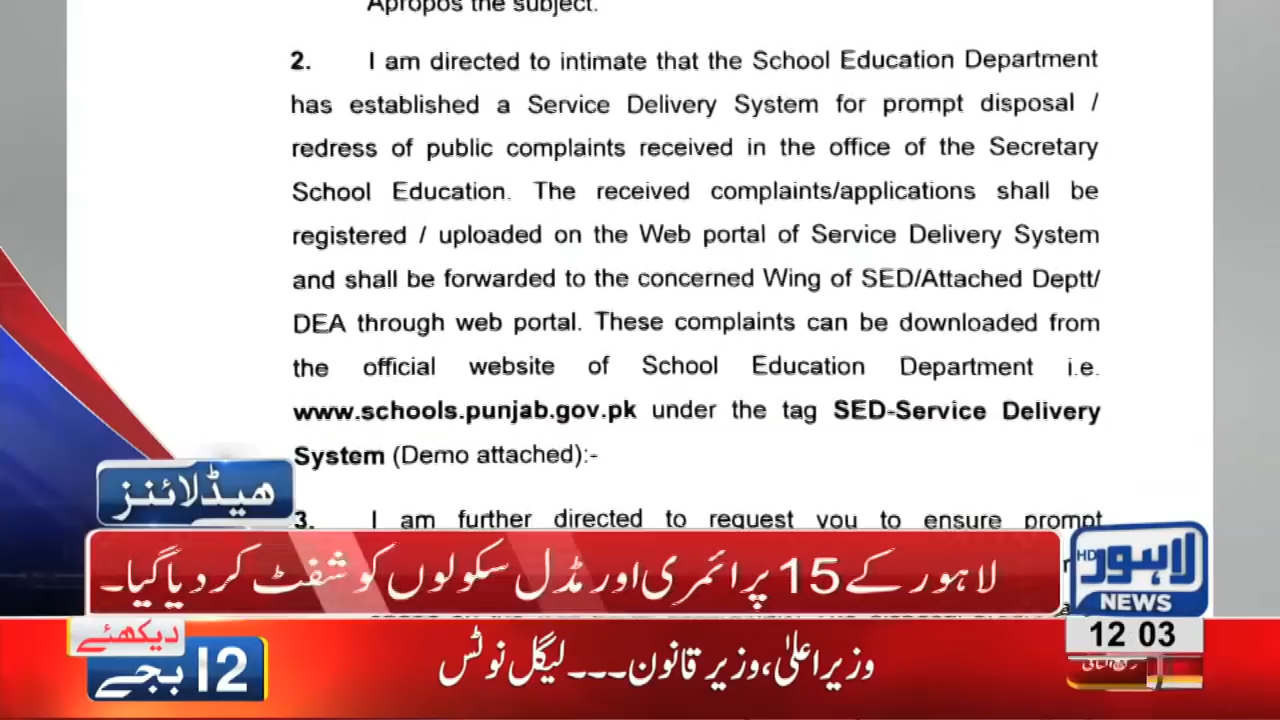 Apropos the subject.
2. I am directed to intimate that the School Education Department
has established a Service Delivery System for prompt disposal /
redress of public complaints received in the office of the Secretary
School Education. The received complaints/applications shall be
registered / uploaded on the Web portal of Service Delivery System
and shall be forwarded to the concerned Wing of SED/Attached Deptt/
DEA through web portal. These complaints can be downloaded from
the official website of School Education Department i.e.
www.schools.punjab.gov.pk under the tag SED-Service Delivery
System (Demo attached):-
ہیڈلائنز
3. I am further directed to request you to ensure prompt
لاہور کے 15 پرائمری اور مڈل سکولوں کو شفٹ کر دیا گیا۔
لاہور HD
NEWS
12 03
دیکھئے
12 بجے
وزیراعلیٰ، وزیر قانون۔۔۔ لیگل نوٹس